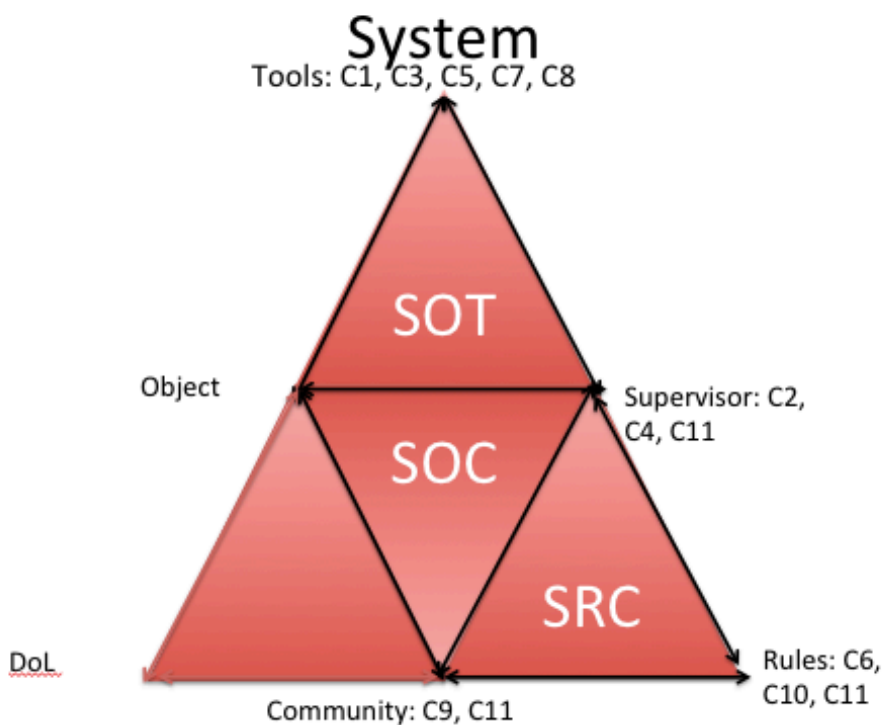 System
Tools: C1, C3, C5, C7, C8
SOT
Object
Supervisor: C2,
C4, C11
SOC
SRC
DoL
Rules: C6,
C10, C11
Community: C9, C11